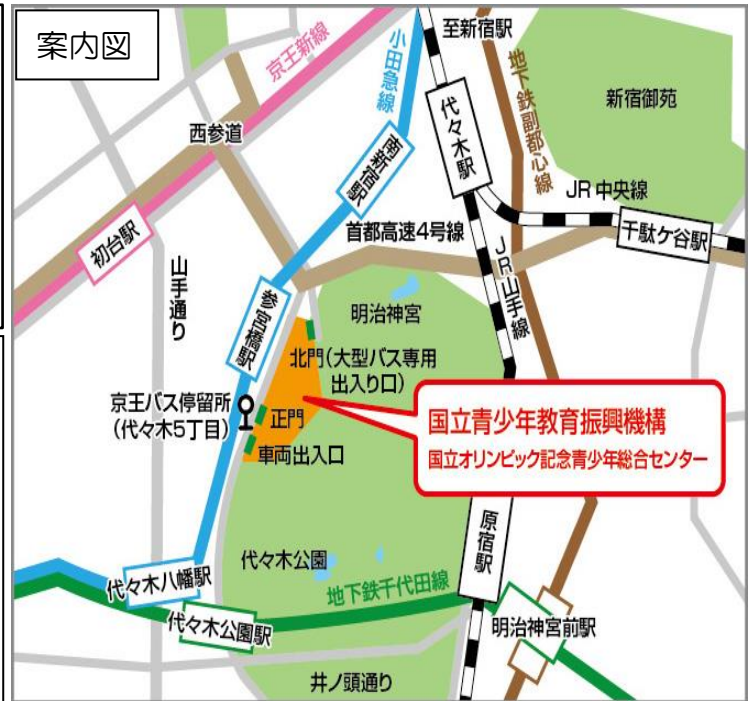 案内図
京王新線
小田急線
至新宿駅
地下鉄副都心線
新宿御苑
代々木駅
西参道
南新宿駅
JR中央線
千駄ケ谷駅
初台駅
首都高速4号線
JR山手線
山手通り
参宮橋駅
明治神宮
北門(大型バス専用
出入り口)
京王バス停留所
(代々木5丁目)
正門
車両出入口
国立青少年教育振興機構
国立オリンピック記念青少年総合センター
原宿駅
代々木公園
代々木八幡駅
地下鉄千代田線
代々木公園駅
明治神宮前駅
井ノ頭通り